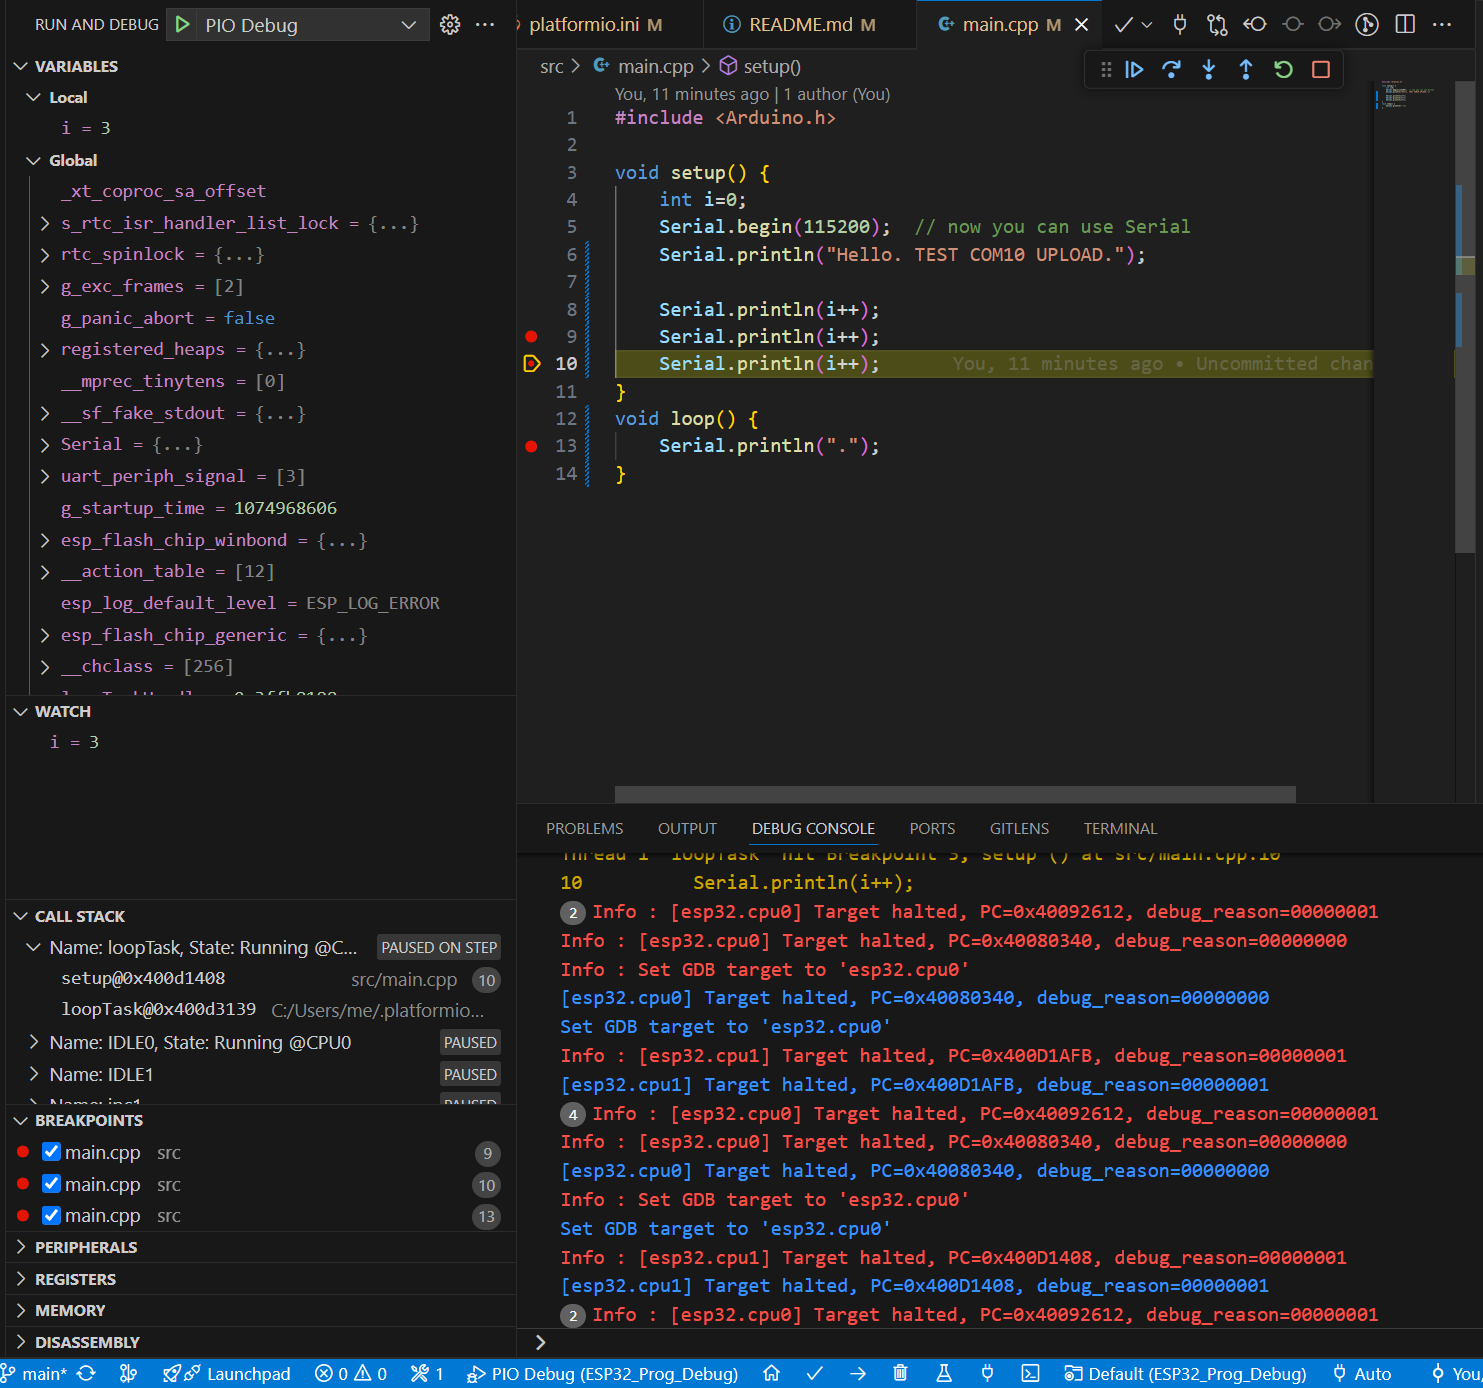 RUN AND DEBUG PIO Debug
VARIABLES
Local
i = 3
Global
_xt_coproc_sa_offset
s_rtc_isr_handler_list_lock = {...}
rtc_spinlock = {...}
g_exc_frames = [2]
g_panic_abort = false
registered_heaps = {...}
__mprec_tinytens = [0]
__sf_fake_stdout = {...}
Serial = {...}
uart_periph_signal = [3]
g_startup_time = 1074968606
esp_flash_chip_winbond = {...}
__action_table = [12]
esp_log_default_level = ESP_LOG_ERROR
esp_flash_chip_generic = {...}
__chclass = [256]
WATCH
i = 3
CALL STACK
Name: loopTask, State: Running @C... PAUSED ON STEP
setup@0x400d1408 src/main.cpp 10
loopTask@0x400d3139 C:/Users/me/.platformio...
Name: IDLE0, State: Running @CPU0 PAUSED
Name: IDLE1 PAUSED
Name: ipc1 PAUSED
BREAKPOINTS
main.cpp src 9
main.cpp src 10
main.cpp src 13
PERIPHERALS
REGISTERS
MEMORY
DISASSEMBLY
platformio.ini M README.md M main.cpp M
src > main.cpp > setup()
You, 11 minutes ago | 1 author (You)
1 #include <Arduino.h>
2
3 void setup() {
4 int i=0;
5 Serial.begin(115200); // now you can use Serial
6 Serial.println("Hello. TEST COM10 UPLOAD.");
7
8 Serial.println(i++);
9 Serial.println(i++);
10 Serial.println(i++); You, 11 minutes ago • Uncommitted chan
11 }
12 void loop() {
13 Serial.println(".");
14 }
PROBLEMS OUTPUT DEBUG CONSOLE PORTS GITLENS TERMINAL
Thread 1 "loopTask" hit Breakpoint 3, setup () at src/main.cpp:10
10 Serial.println(i++);
2 Info : [esp32.cpu0] Target halted, PC=0x40092612, debug_reason=00000001
Info : [esp32.cpu0] Target halted, PC=0x40080340, debug_reason=00000000
Info : Set GDB target to 'esp32.cpu0'
[esp32.cpu0] Target halted, PC=0x40080340, debug_reason=00000000
Set GDB target to 'esp32.cpu0'
Info : [esp32.cpu1] Target halted, PC=0x400D1AFB, debug_reason=00000001
[esp32.cpu1] Target halted, PC=0x400D1AFB, debug_reason=00000001
4 Info : [esp32.cpu0] Target halted, PC=0x40092612, debug_reason=00000001
Info : [esp32.cpu0] Target halted, PC=0x40080340, debug_reason=00000000
[esp32.cpu0] Target halted, PC=0x40080340, debug_reason=00000000
Info : Set GDB target to 'esp32.cpu0'
Set GDB target to 'esp32.cpu0'
Info : [esp32.cpu1] Target halted, PC=0x400D1408, debug_reason=00000001
[esp32.cpu1] Target halted, PC=0x400D1408, debug_reason=00000001
2 Info : [esp32.cpu0] Target halted, PC=0x40092612, debug_reason=00000001
main* Launchpad 0 0 1 PIO Debug (ESP32_Prog_Debug) Default (ESP32_Prog_Debug) Auto You,